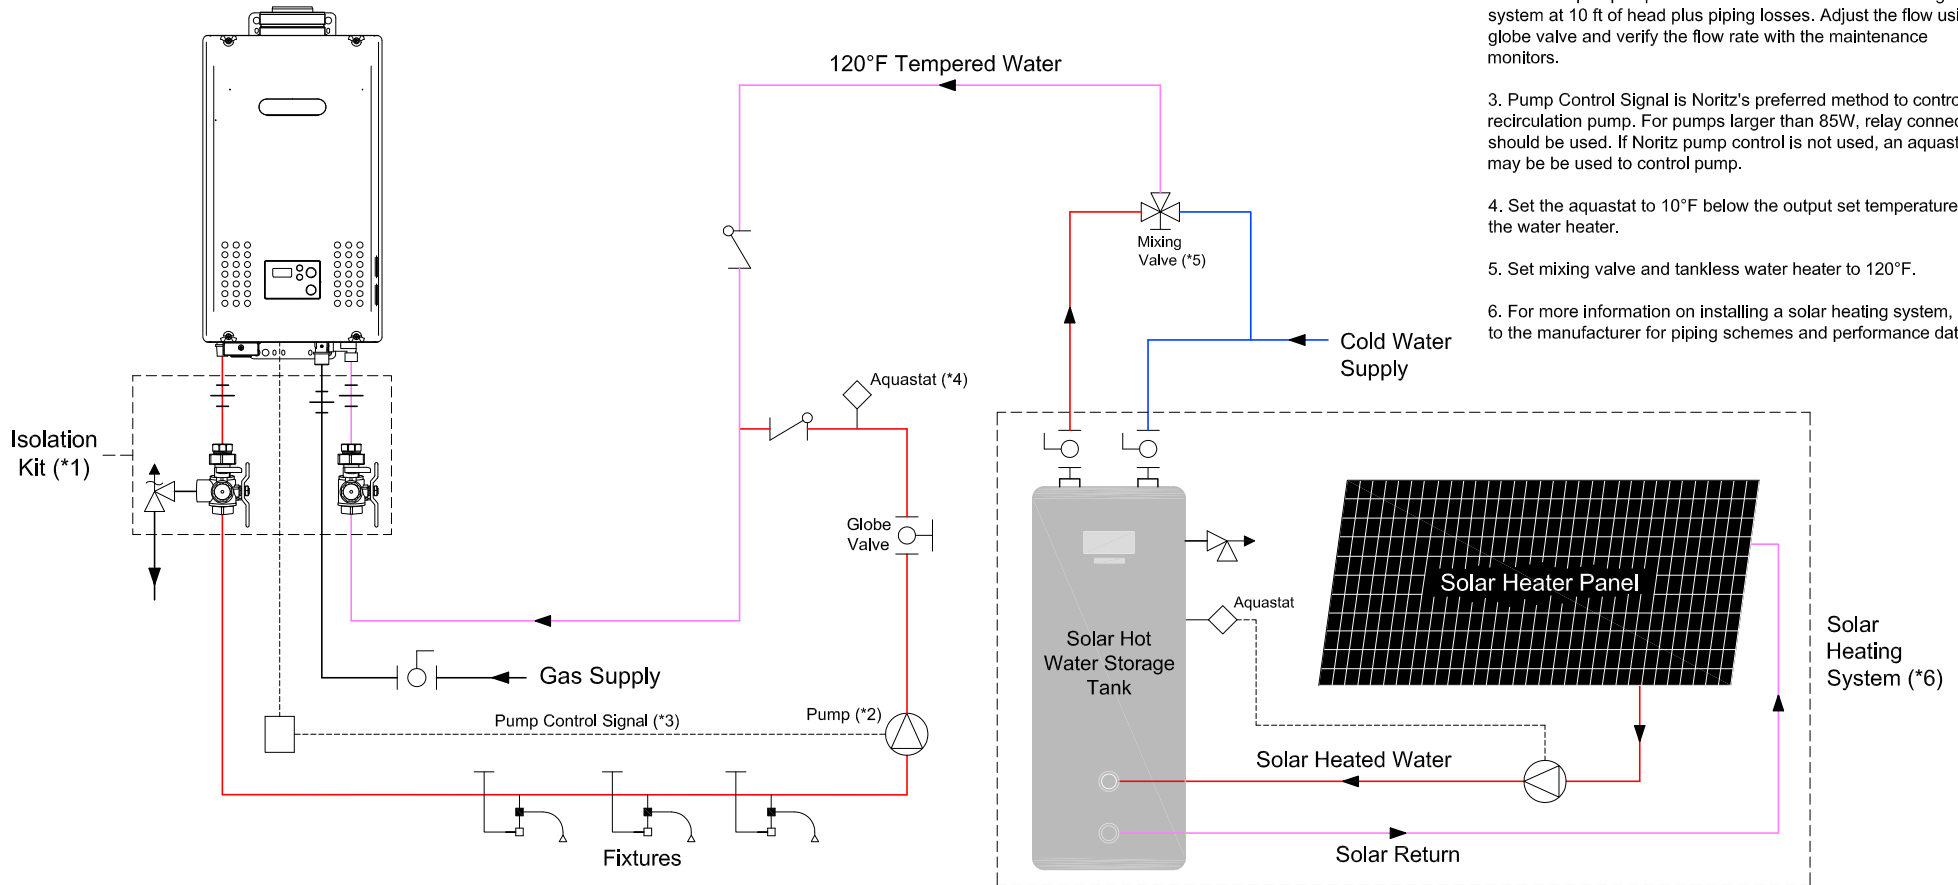 system at 10 ft of head plus piping losses. Adjust the flow usi
globe valve and verify the flow rate with the maintenance
monitors.
3. Pump Control Signal is Noritz's preferred method to contro
recirculation pump. For pumps larger than 85W, relay connec
should be used. If Noritz pump control is not used, an aquast
may be be used to control pump.
4. Set the aquastat to 10°F below the output set temperature
the water heater.
5. Set mixing valve and tankless water heater to 120°F.
6. For more information on installing a solar heating system,
to the manufacturer for piping schemes and performance dat
120°F Tempered Water
Mixing
Valve (*5)
Cold Water
Supply
Aquastat (*4)
Isolation
Kit (*1)
Globe
Valve
Gas Supply
Pump Control Signal (*3)
Pump (*2)
Fixtures
Solar Hot
Water Storage
Tank
Aquastat
Solar Heater Panel
Solar Heated Water
Solar Return
Solar
Heating
System (*6)